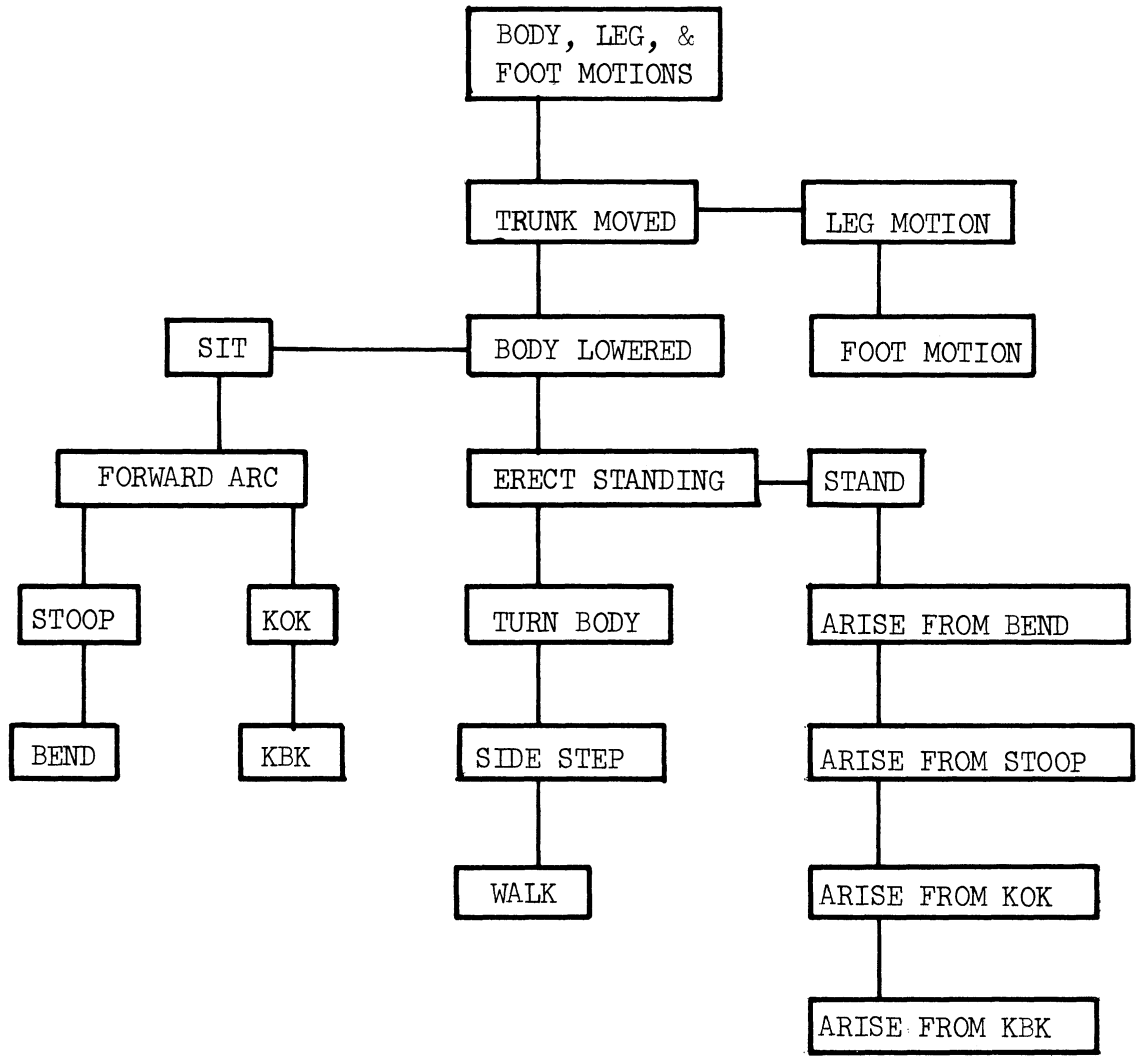 BODY, LEG, &
FOOT MOTIONS
TRUNK MOVED
LEG MOTION
SIT
BODY LOWERED
FOOT MOTION
FORWARD ARC
ERECT STANDING
STAND
STOOP
KOK
TURN BODY
ARISE FROM BEND
BEND
KBK
SIDE STEP
ARISE FROM STOOP
WALK
ARISE FROM KOK
ARISE FROM KBK